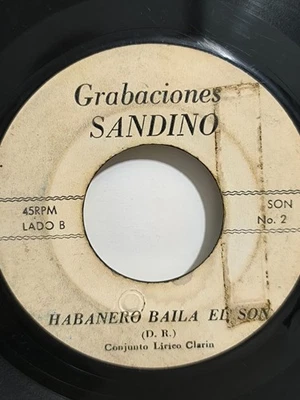 Grabaciones
SANDINO
45RPM
LADO B
SON
No. 2
HABANERO BAILA EL SON
(D. R.)
Conjunto Lírico Clarín